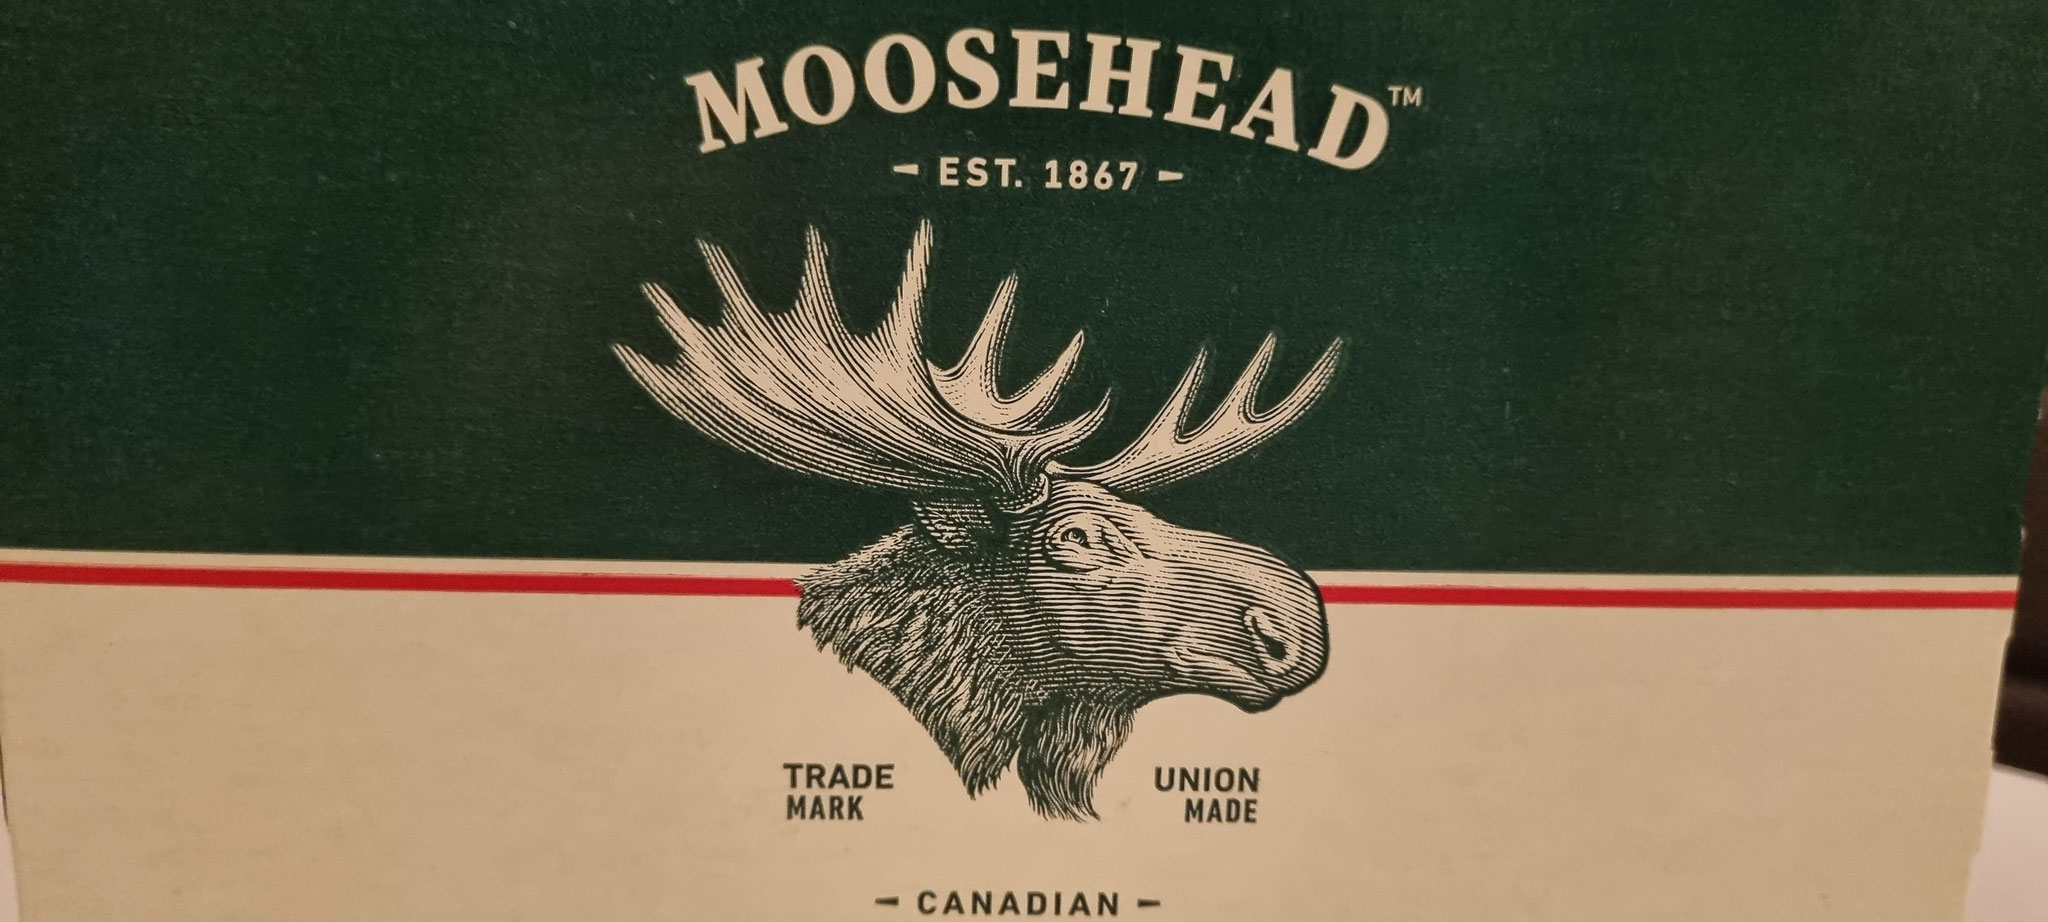 MOOSEHEAD™
- EST. 1867 -
TRADE
MARK
UNION
MADE
- CANADIAN -